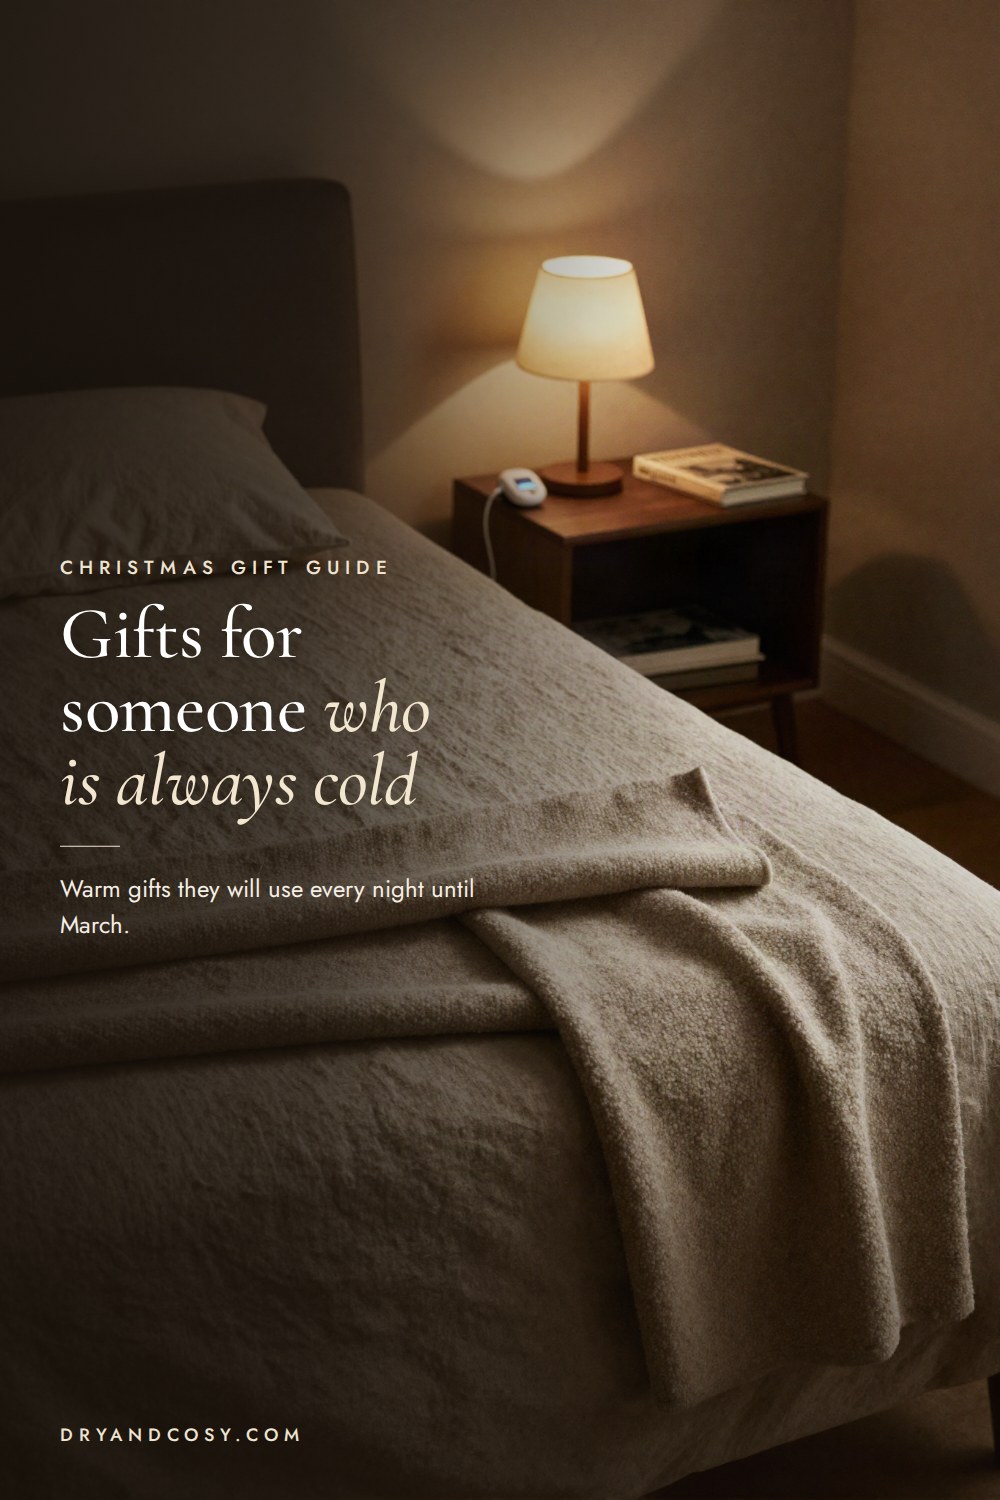 CHRISTMAS GIFT GUIDE
Gifts for
someone who
is always cold
Warm gifts they will use every night until
March.
DRYANDCOSY.COM